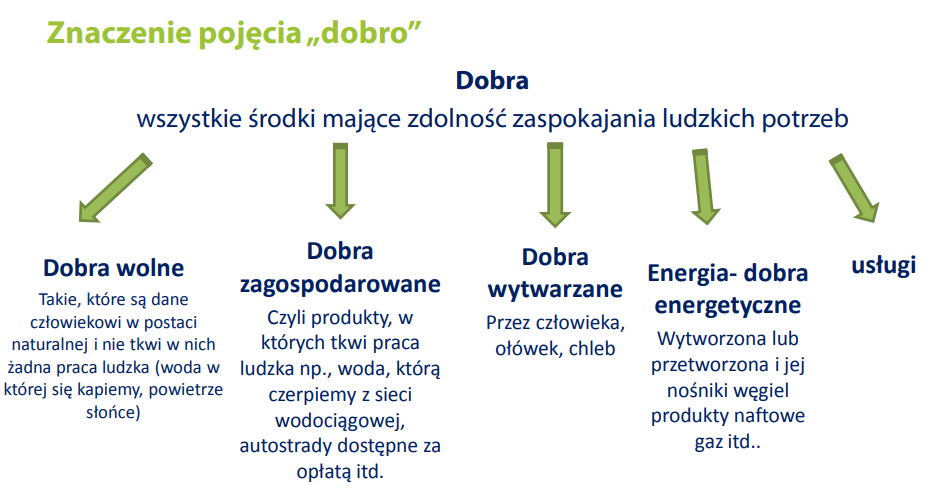 Znaczenie pojęcia „dobro”
Dobra
wszystkie środki mające zdolność zaspokajania ludzkich potrzeb
Dobra wolne
Takie, które są dane
człowiekowi w postaci
naturalnej i nie tkwi w nich
żadna praca ludzka (woda w
której się kapiemy, powietrze
słońce)
Dobra
zagospodarowane
Czyli produkty, w
których tkwi praca
ludzka np., woda, którą
czerpiemy z sieci
wodociągowej,
autostrady dostępne za
opłatą itd.
Dobra
wytwarzane
Przez człowieka,
ołówek, chleb
Energia- dobra
energetyczne
Wytworzona lub
przetworzona i jej
nośniki węgiel
produkty naftowe
gaz itd..
usługi